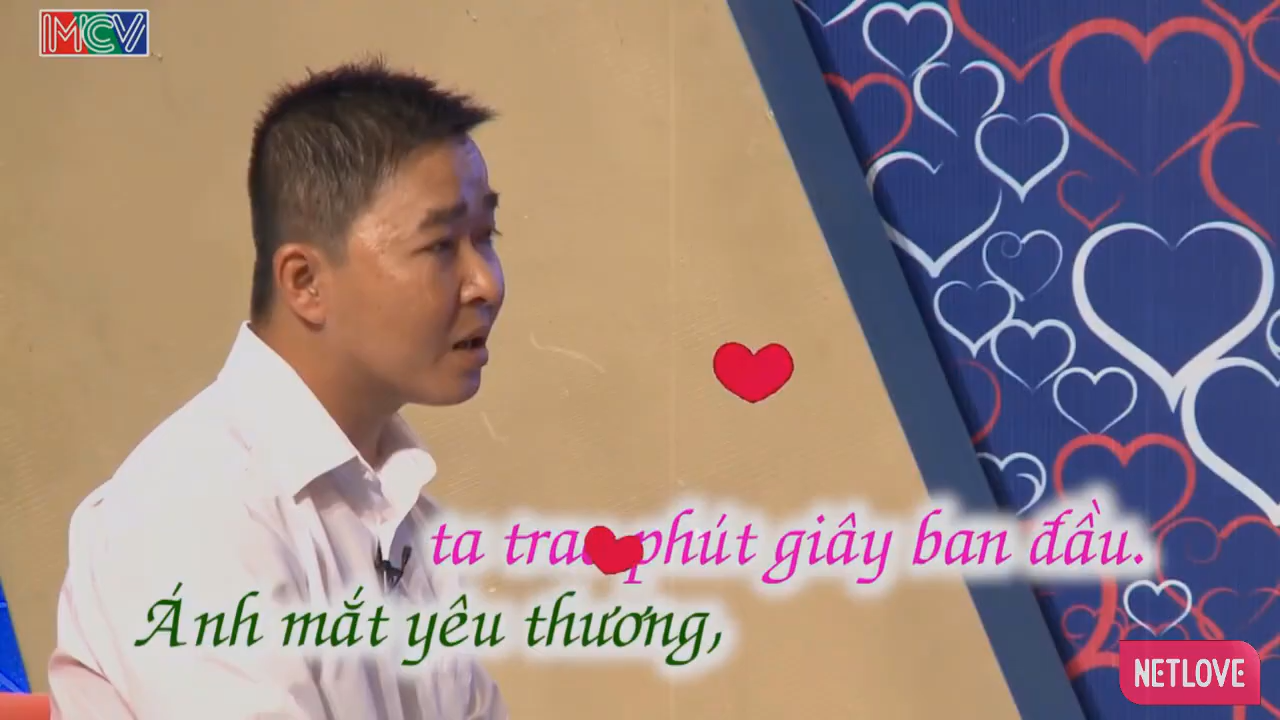 MCV
ta trao phút giây ban đầu.
Ánh mắt yêu thương,
NETLOVE